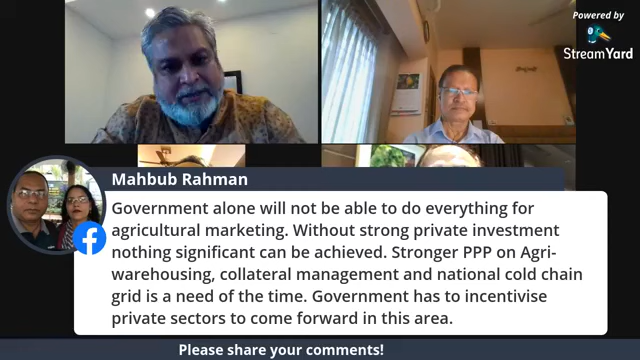 Powered by
StreamYard
Mahbub Rahman
Government alone will not be able to do everything for
agricultural marketing. Without strong private investment
nothing significant can be achieved. Stronger PPP on Agri-
warehousing, collateral management and national cold chain
grid is a need of the time. Government has to incentivise
private sectors to come forward in this area.
Please share your comments!